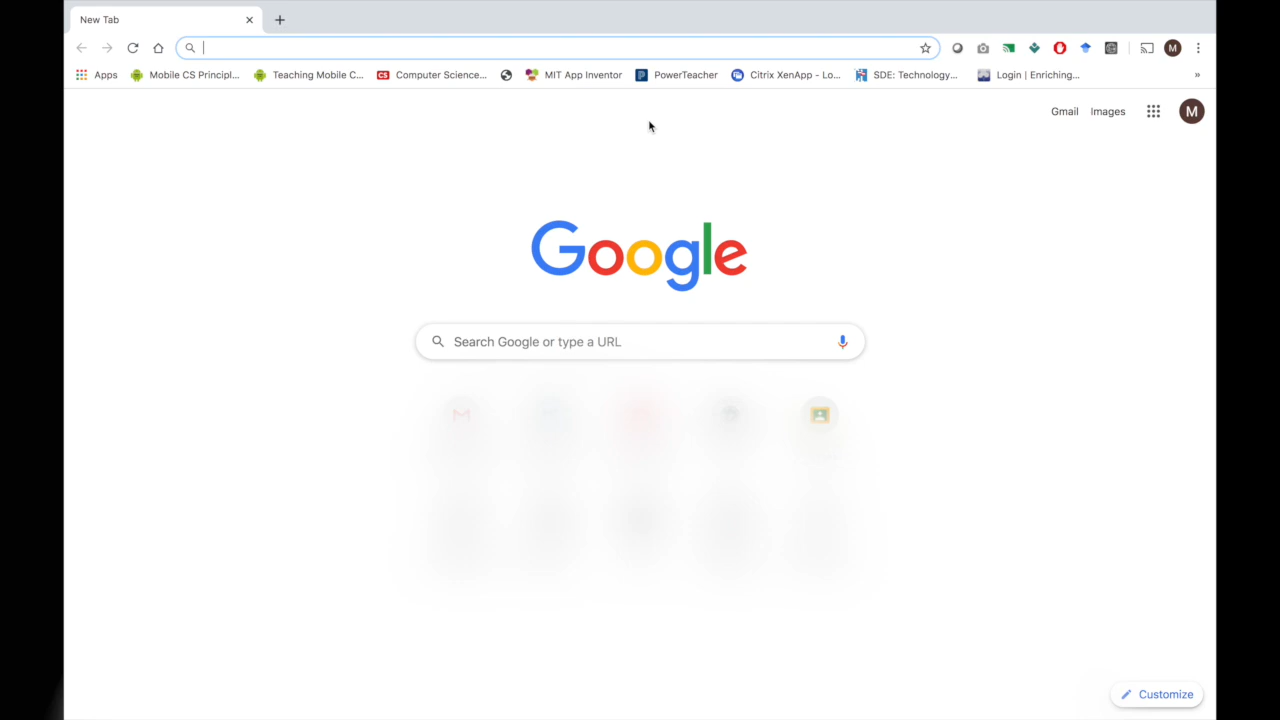 New Tab
Apps Mobile CS Principl... Teaching Mobile C... CS Computer Science... MIT App Inventor PowerTeacher Citrix XenApp - Lo... SDE: Technology... Login | Enriching... »
Gmail Images M
Google
Search Google or type a URL
Customize